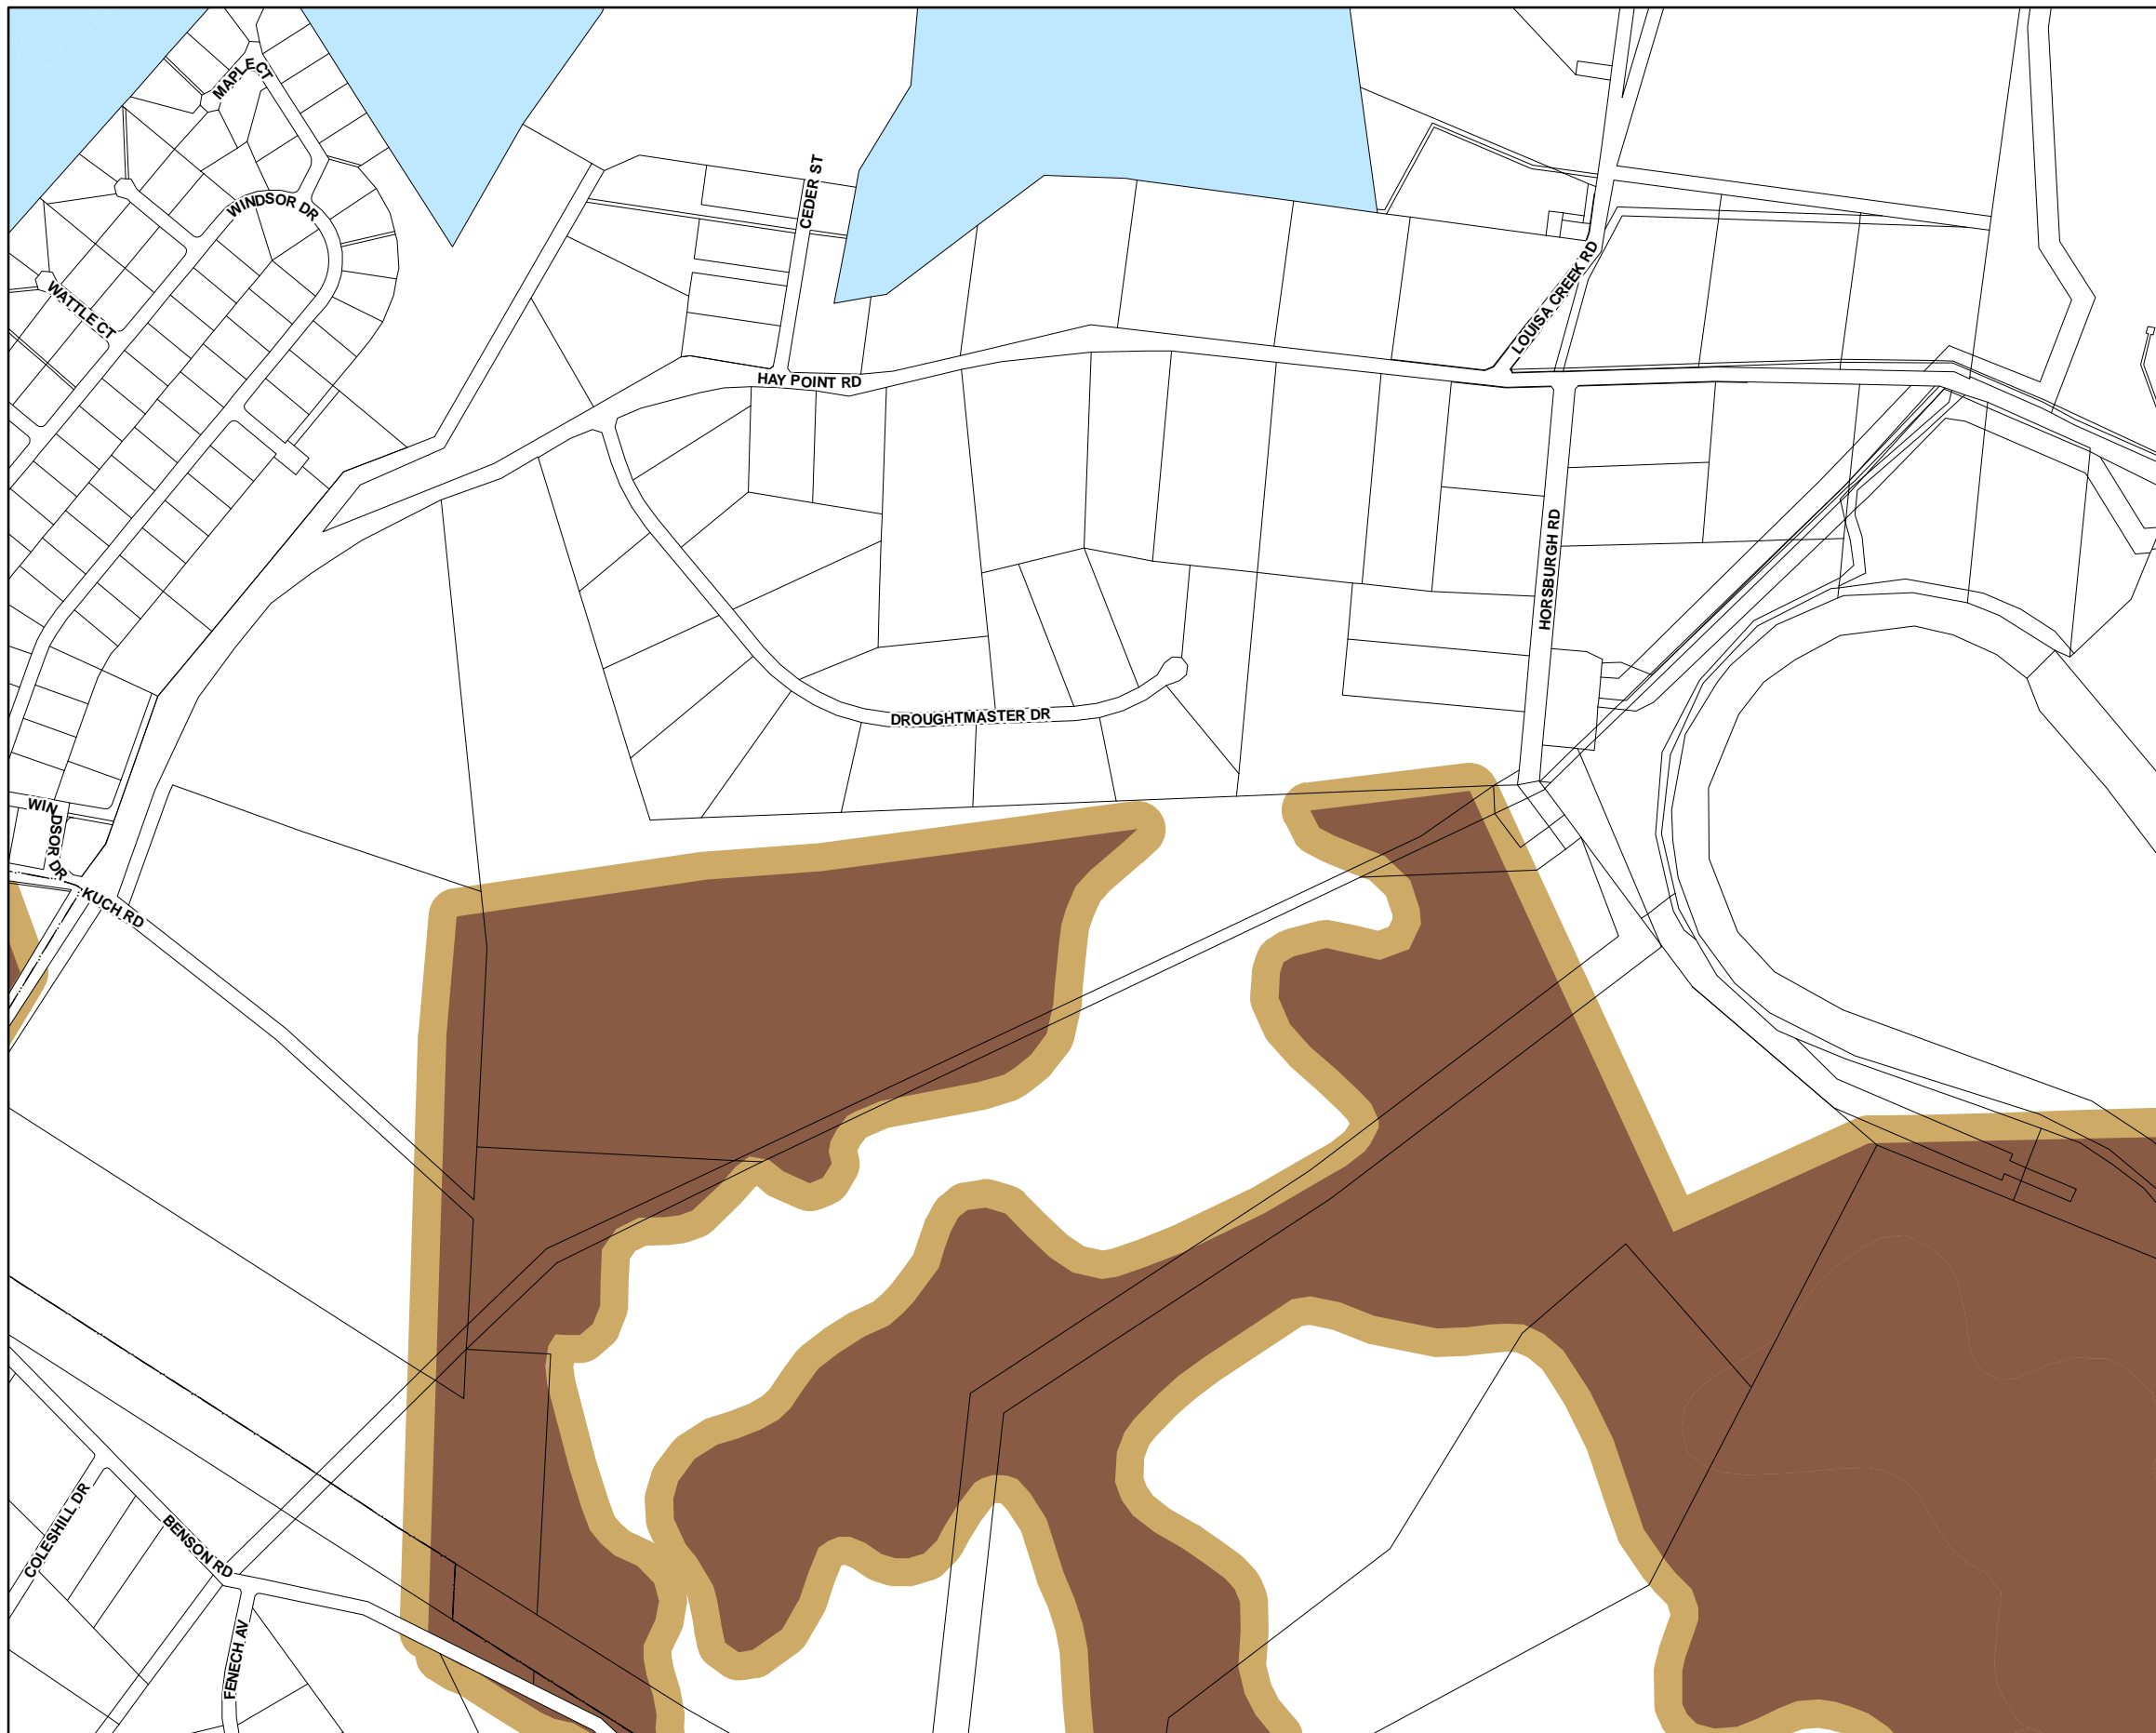 MAPLE CT
WINDSOR DR
WATTLE CT
CEDER ST
HAY POINT RD
LOUISA CREEK RD
HORSBURGH RD
DROUGHTMASTER DR
WINDSOR DR
KUCH RD
COLESHILL DR
BENSON RD
FENECH AV